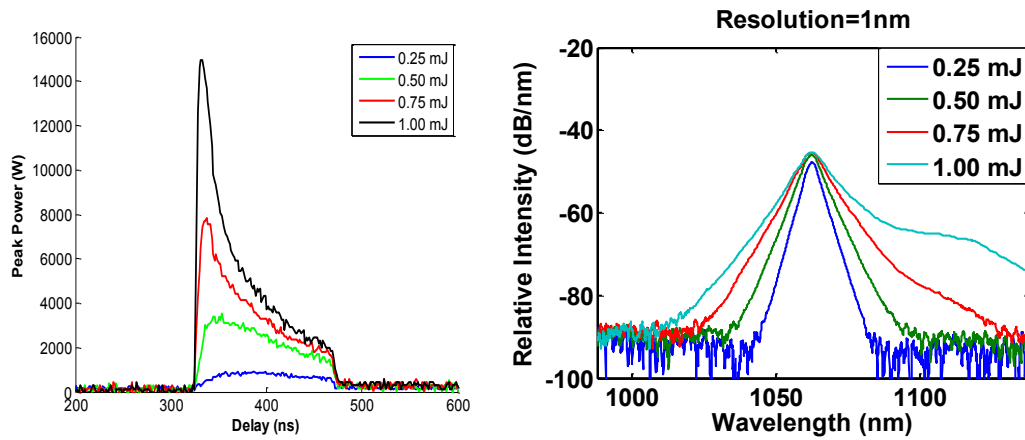 16000
14000
12000
10000
8000
6000
4000
2000
0
200
300
400
500
600
Peak Power (W)
Delay (ns)
0.25 mJ
0.50 mJ
0.75 mJ
1.00 mJ
Resolution=1nm
-20
-40
-60
-80
-100
1000
1050
1100
Relative Intensity (dB/nm)
Wavelength (nm)
0.25 mJ
0.50 mJ
0.75 mJ
1.00 mJ